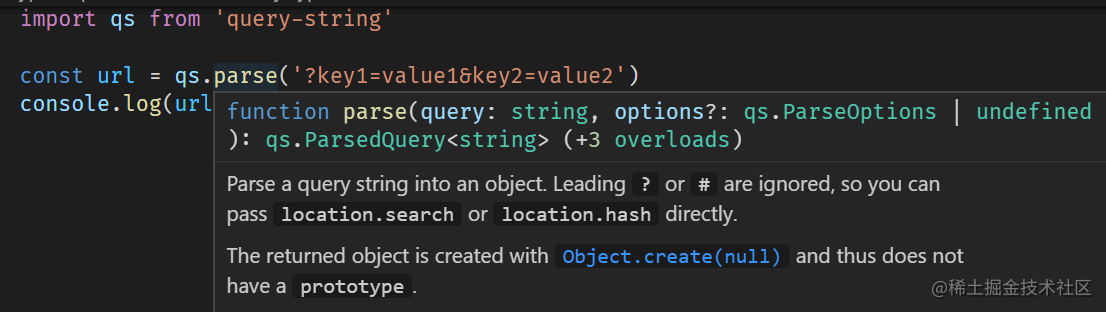 import qs from 'query-string'
const url = qs.parse('?key1=value1&key2=value2')
console.log(url
function parse(query: string, options?: qs.ParseOptions | undefined
): qs.ParsedQuery<string> (+3 overloads)
Parse a query string into an object. Leading ? or # are ignored, so you can
pass location.search or location.hash directly.
The returned object is created with Object.create(null) and thus does not
have a prototype.
@稀土掘金技术社区